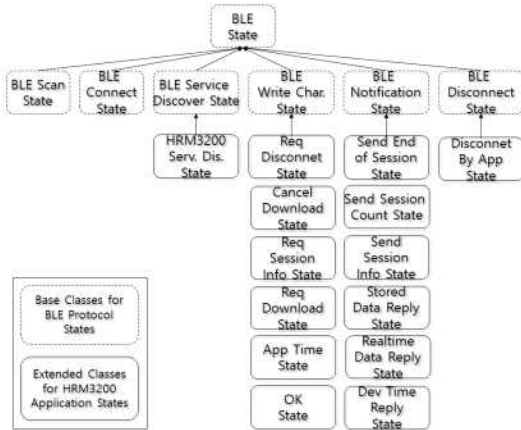 BLE
State
BLE Scan
State
BLE
Connect
State
BLE Service
Discover State
BLE
Write Char.
State
BLE
Notification
State
BLE
Disconnect
State
HRM3200
Serv. Dis.
State
Req
Disconnet
State
Send End
of Session
State
Disconnet
By App
State
Cancel
Download
State
Send Session
Count State
Req
Session
Info State
Send
Session
Info State
Req
Download
State
Stored
Data Reply
State
App Time
State
Realtime
Data Reply
State
OK
State
Dev Time
Reply
State
Base Classes for
BLE Protocol
States
Extended Classes
for HRM3200
Application States